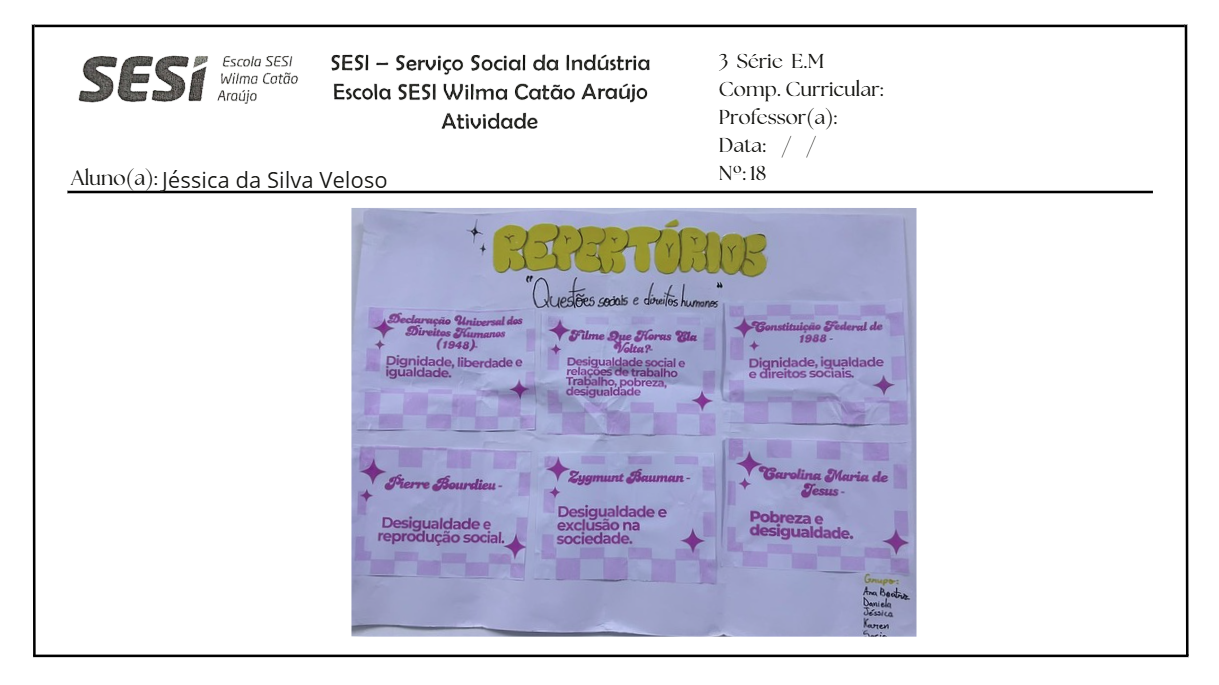 SESI
Escola SESI
Wilma Catão
Araújo
SESI – Serviço Social da Indústria
Escola SESI Wilma Catão Araújo
Atividade
3 Série E.M
Comp. Curricular:
Professor(a):
Data: / /
Nº:18
Aluno(a): Jéssica da Silva Veloso
REPERTÓRIOS
"Questões sociais e direitos humanos"
Declaração Universal dos
Direitos Humanos
(1948)-
Dignidade, liberdade e
igualdade.
Filme Que Horas Ela
Volta?-
Desigualdade social e
relações de trabalho
Trabalho, pobreza,
desigualdade
Constituição Federal de
1988 -
Dignidade, igualdade
e direitos sociais.
Pierre Bourdieu -
Desigualdade e
reprodução social.
Zygmunt Bauman -
Desigualdade e
exclusão na
sociedade.
Carolina Maria de
Jesus -
Pobreza e
desigualdade.
Grupo:
Ana Beatriz
Daniela
Jéssica
Karen